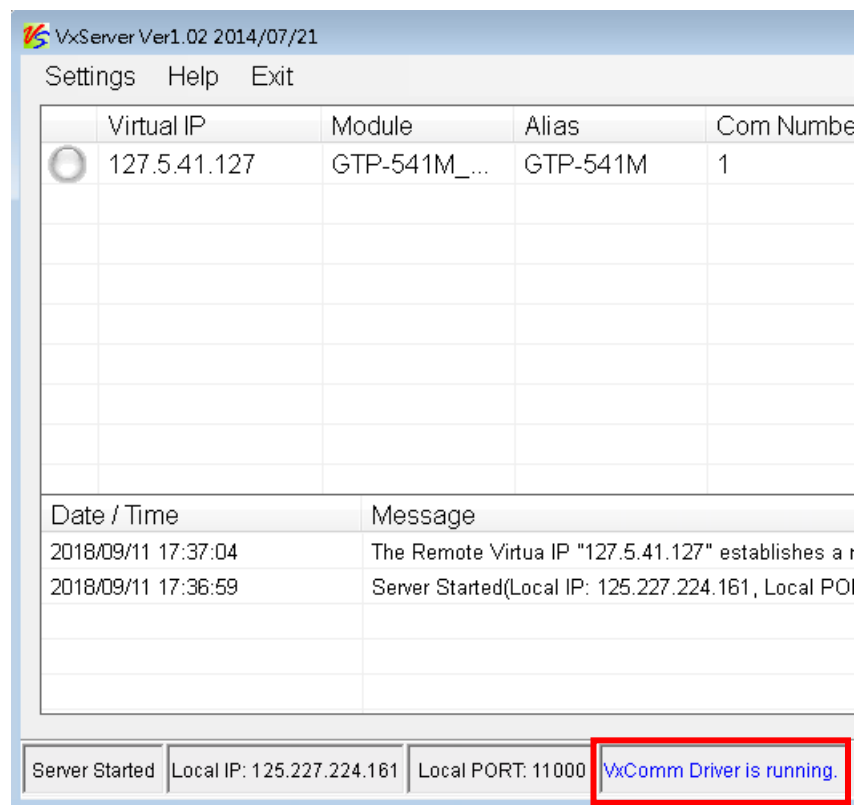 VxServer Ver1.02 2014/07/21
Settings Help Exit
Virtual IP Module Alias Com Numbe
127.5.41.127 GTP-541M_... GTP-541M 1
Date / Time Message
2018/09/11 17:37:04 The Remote Virtua IP "127.5.41.127" establishes a
2018/09/11 17:36:59 Server Started(Local IP: 125.227.224.161, Local PO
Server Started Local IP: 125.227.224.161 Local PORT: 11000 VxComm Driver is running.